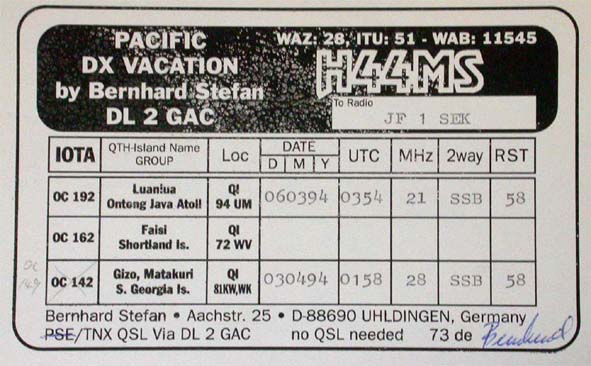 PACIFIC
DX VACATION
by Bernhard Stefan
DL 2 GAC
WAZ: 28, ITU: 51 - WAB: 11545
H44MS
To Radio
JF 1 SEK
IOTA QTH-Island Name GROUP Loc DATE D M Y UTC MHz 2way RST
OC 192 Luaniua Ontong Java Atoll QI 94 UM 060394 0354 21 SSB 58
OC 162 Faisi Shortland Is. QI 72 WV
OC 149
OC 142 Gizo, Matakuri S. Georgia Is. QI 81KW,WK 030494 0158 28 SSB 58
Bernhard Stefan • Aachstr. 25 • D-88690 UHLDINGEN, Germany
PSE/TNX QSL Via DL 2 GAC no QSL needed 73 de Bernhard